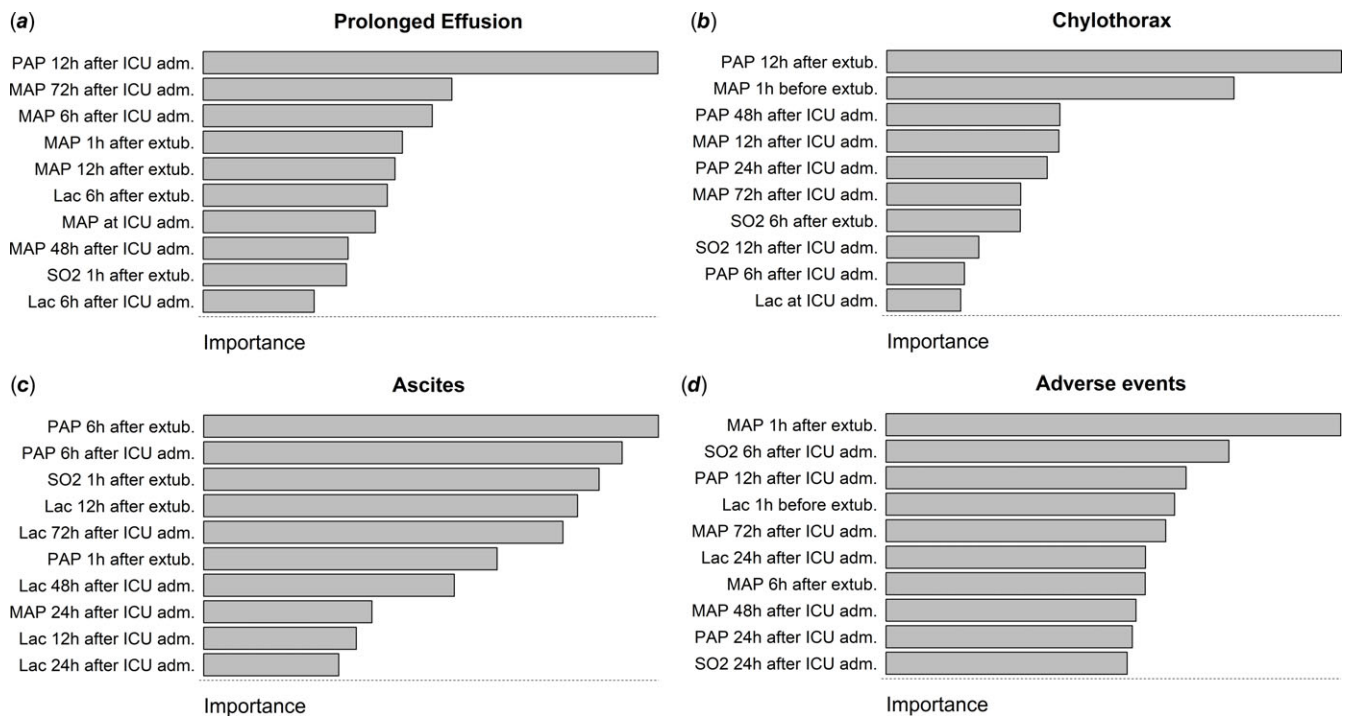 (a) Prolonged Effusion
PAP 12h after ICU adm.
MAP 72h after ICU adm.
MAP 6h after ICU adm.
MAP 1h after extub.
MAP 12h after extub.
Lac 6h after extub.
MAP at ICU adm.
MAP 48h after ICU adm.
SO2 1h after extub.
Lac 6h after ICU adm.
Importance
(b) Chylothorax
PAP 12h after extub.
MAP 1h before extub.
PAP 48h after ICU adm.
MAP 12h after ICU adm.
PAP 24h after ICU adm.
MAP 72h after ICU adm.
SO2 6h after extub.
SO2 12h after ICU adm.
PAP 6h after ICU adm.
Lac at ICU adm.
Importance
(c) Ascites
PAP 6h after extub.
PAP 6h after ICU adm.
SO2 1h after extub.
Lac 12h after extub.
Lac 72h after ICU adm.
PAP 1h after extub.
Lac 48h after ICU adm.
MAP 24h after ICU adm.
Lac 12h after ICU adm.
Lac 24h after ICU adm.
Importance
(d) Adverse events
MAP 1h after extub.
SO2 6h after ICU adm.
PAP 12h after ICU adm.
Lac 1h before extub.
MAP 72h after ICU adm.
Lac 24h after ICU adm.
MAP 6h after extub.
MAP 48h after ICU adm.
PAP 24h after ICU adm.
SO2 24h after ICU adm.
Importance